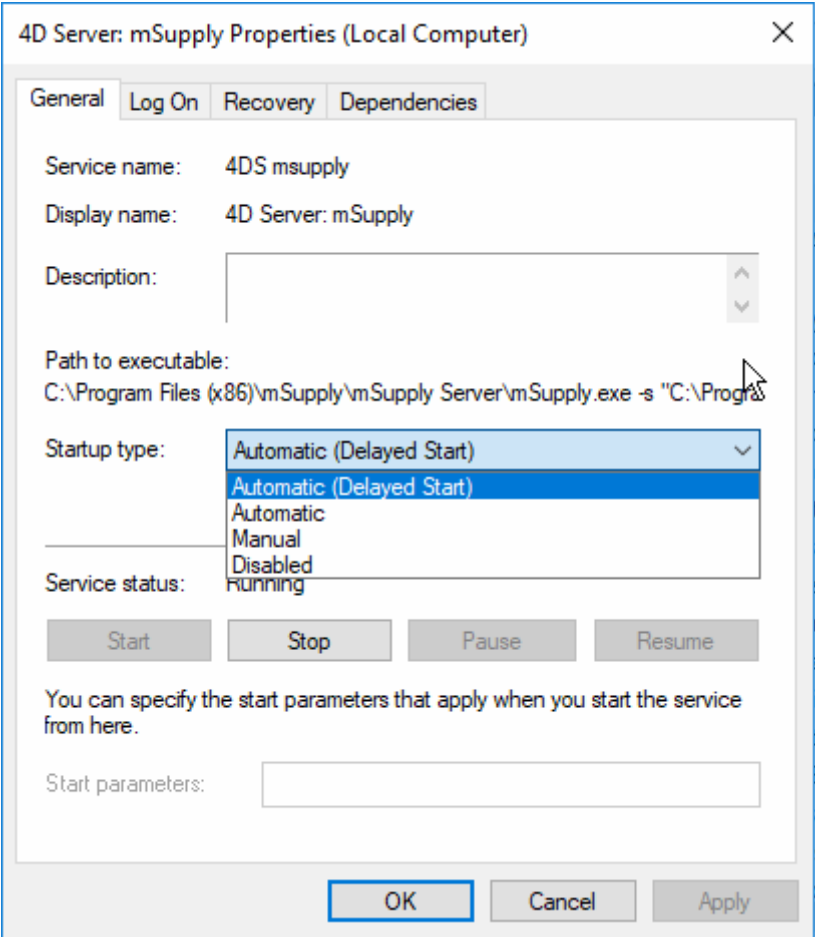 4D Server: mSupply Properties (Local Computer)
General Log On Recovery Dependencies
Service name: 4DS msupply
Display name: 4D Server: mSupply
Description:
Path to executable:
C:\Program Files (x86)\mSupply\mSupply Server\mSupply.exe -s "C:\Progra
Startup type: Automatic (Delayed Start)
Automatic (Delayed Start)
Automatic
Manual
Disabled
Service status: Running
Start Stop Pause Resume
You can specify the start parameters that apply when you start the service
from here.
Start parameters:
OK Cancel Apply